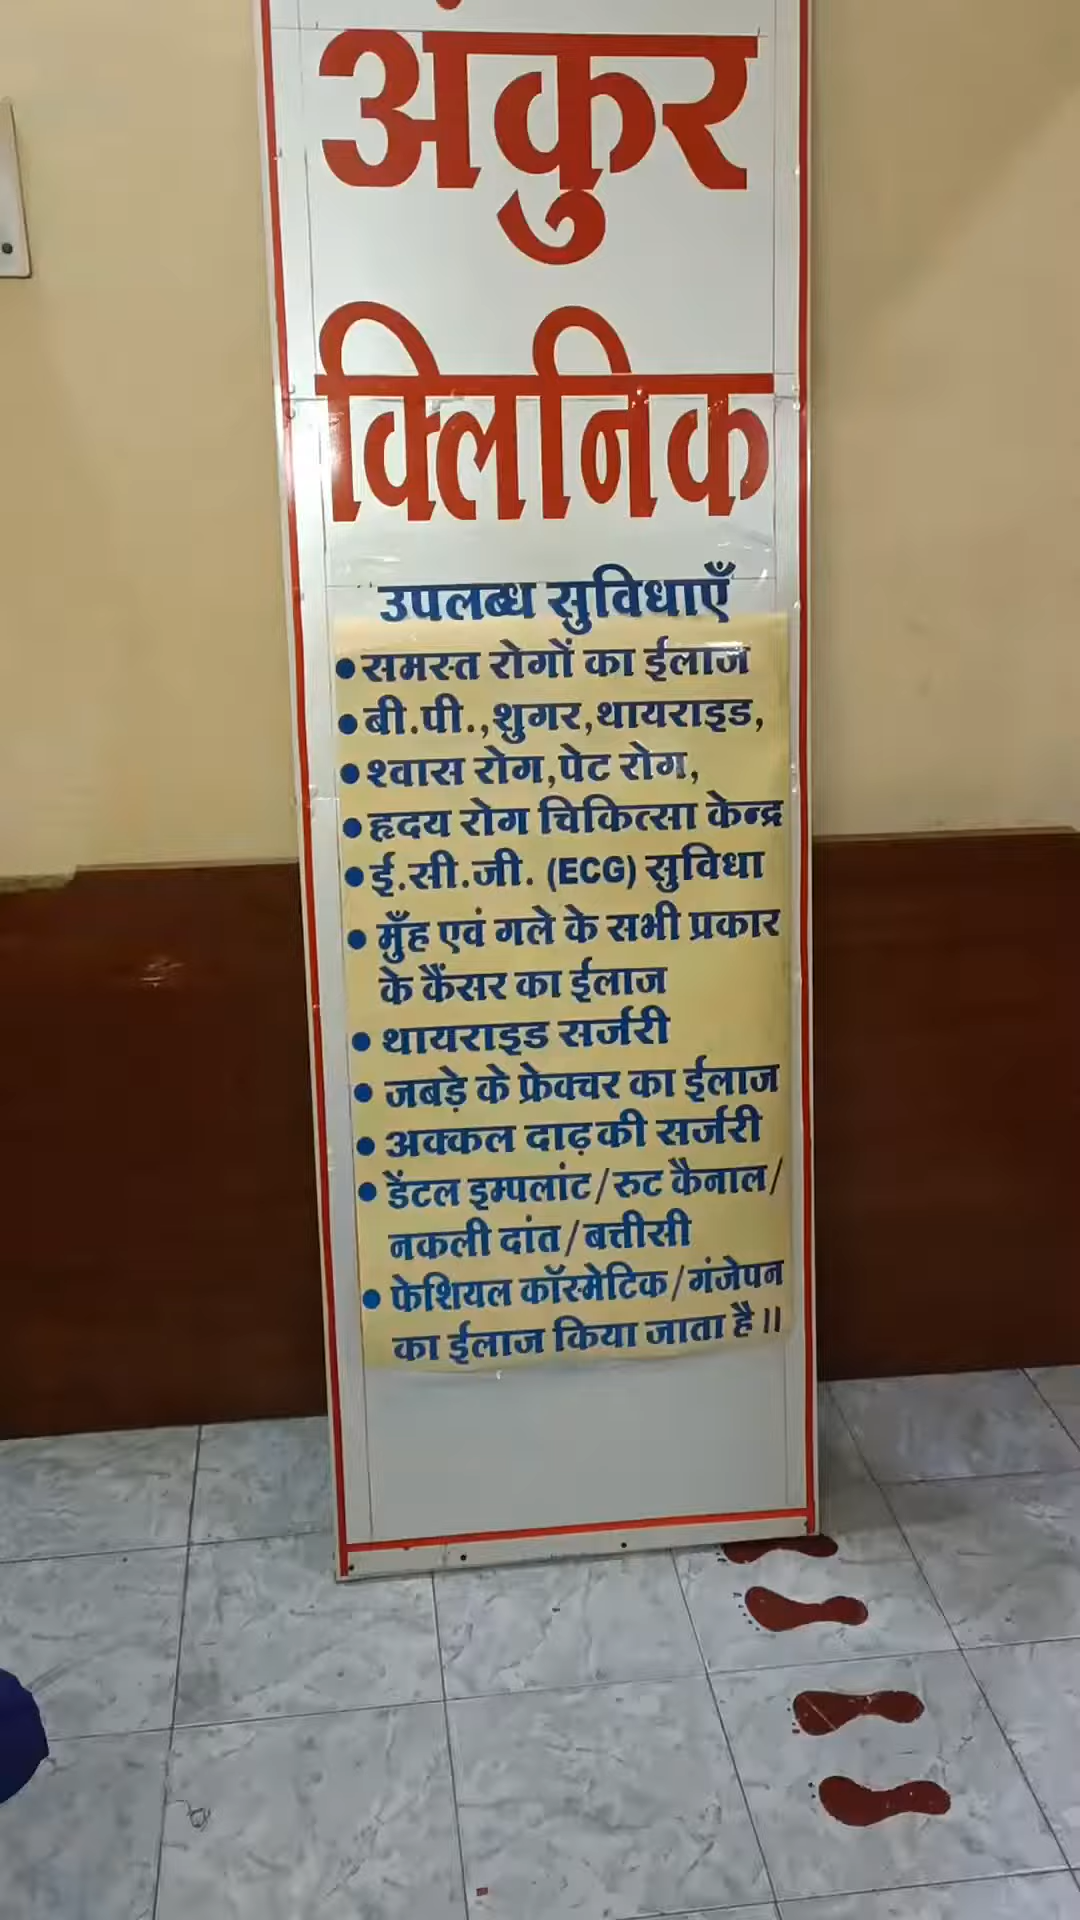 अंकुर
क्लिनिक
उपलब्ध सुविधाएँ
•समस्त रोगों का ईलाज
•बी.पी.,शुगर,थायराइड,
•श्वास रोग,पेट रोग,
•हृदय रोग चिकित्सा केन्द्र
•ई.सी.जी. (ECG) सुविधा
• मुँह एवं गले के सभी प्रकार
के कैंसर का ईलाज
• थायराइड सर्जरी
• जबड़े के फ्रेक्चर का ईलाज
• अक्कल दाढ़ की सर्जरी
• डेंटल इम्पलांट/रुट कैनाल/
नकली दांत/बत्तीसी
• फेशियल कॉस्मेटिक/गंजेपन
का ईलाज किया जाता है ॥